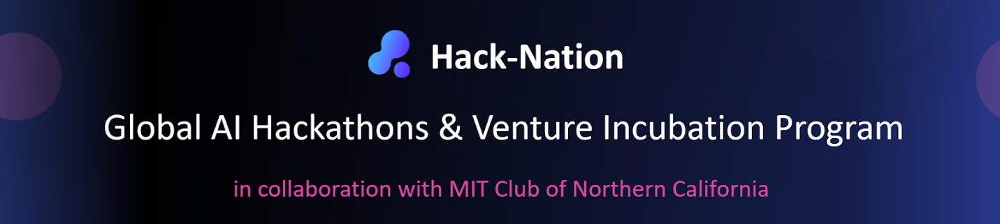 Hack-Nation
Global AI Hackathons & Venture Incubation Program
in collaboration with MIT Club of Northern California